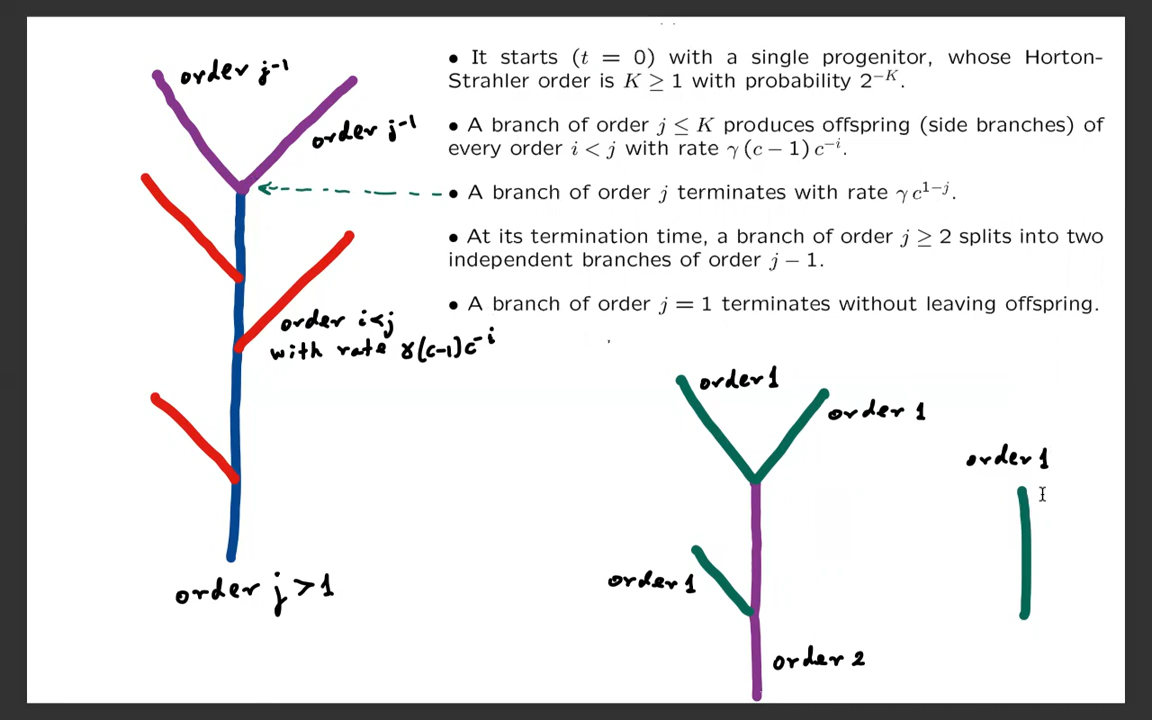 • It starts (t = 0) with a single progenitor, whose Horton-
Strahler order is K ≥ 1 with probability 2^{−K}.
• A branch of order j ≤ K produces offspring (side branches) of
every order i < j with rate γ (c − 1) c^{−i}.
• A branch of order j terminates with rate γ c^{1−j}.
• At its termination time, a branch of order j ≥ 2 splits into two
independent branches of order j − 1.
• A branch of order j = 1 terminates without leaving offspring.
order j-1
order j-1
order i<j
with rate γ(c-1)c^{-i}
order j > 1
order 1
order 1
order 1
order 1
order 2